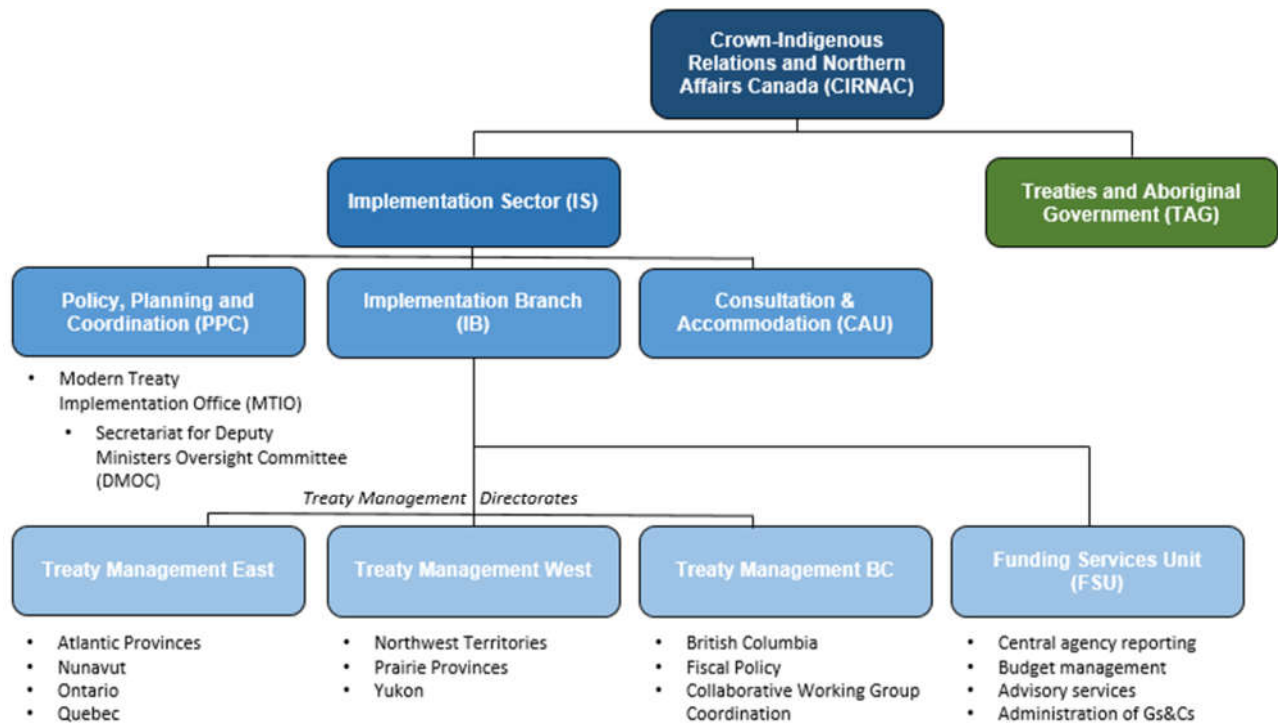 Crown-Indigenous
Relations and Northern
Affairs Canada (CIRNAC)
Implementation Sector (IS)
Treaties and Aboriginal
Government (TAG)
Policy, Planning and
Coordination (PPC)
Implementation Branch
(IB)
Consultation &
Accommodation (CAU)
• Modern Treaty
Implementation Office (MTIO)
• Secretariat for Deputy
Ministers Oversight Committee
(DMOC)
Treaty Management Directorates
Treaty Management East
Treaty Management West
Treaty Management BC
Funding Services Unit
(FSU)
• Atlantic Provinces
• Nunavut
• Ontario
• Quebec
• Northwest Territories
• Prairie Provinces
• Yukon
• British Columbia
• Fiscal Policy
• Collaborative Working Group
Coordination
• Central agency reporting
• Budget management
• Advisory services
• Administration of Gs&Cs